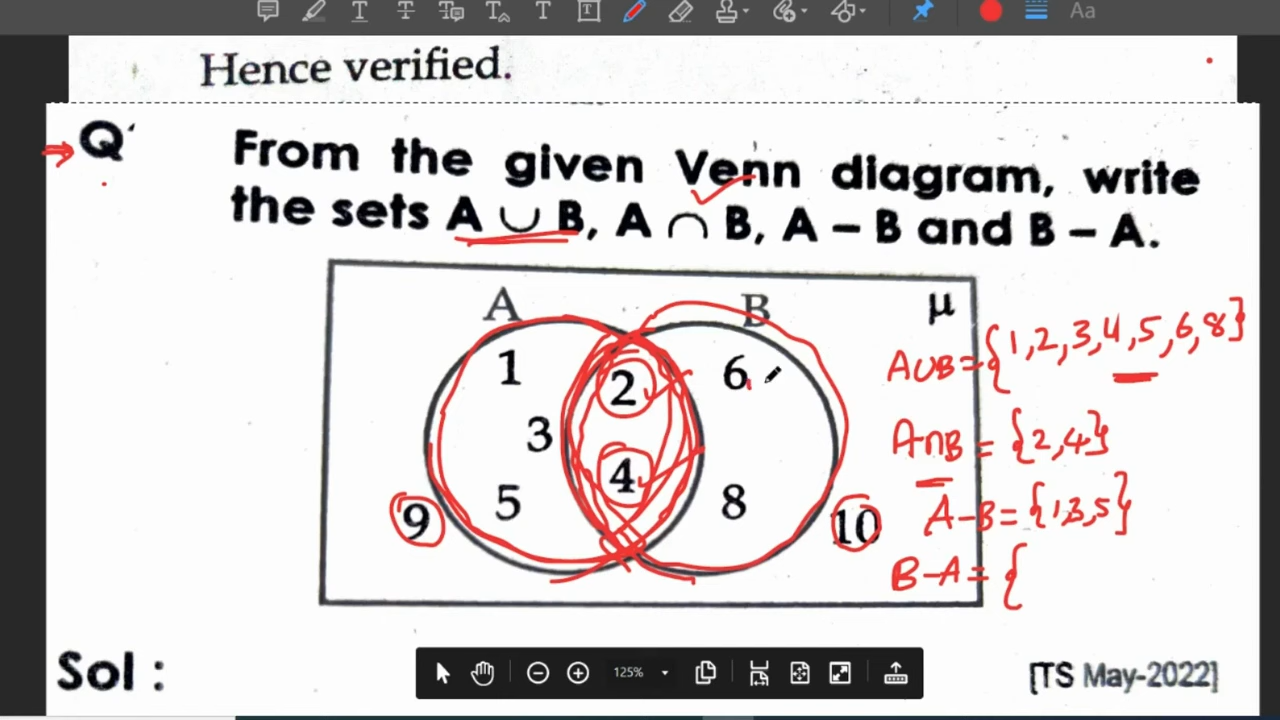 Aa
Hence verified.
Q
From the given Venn diagram, write
the sets A ∪ B, A ∩ B, A – B and B – A.
A B μ
1 2 6
3 4
5 8
9 10
A∪B = {1,2,3,4,5,6,8}
A∩B = {2,4}
A–B = {1,3,5}
B–A = {
Sol :
[TS May-2022]
125%